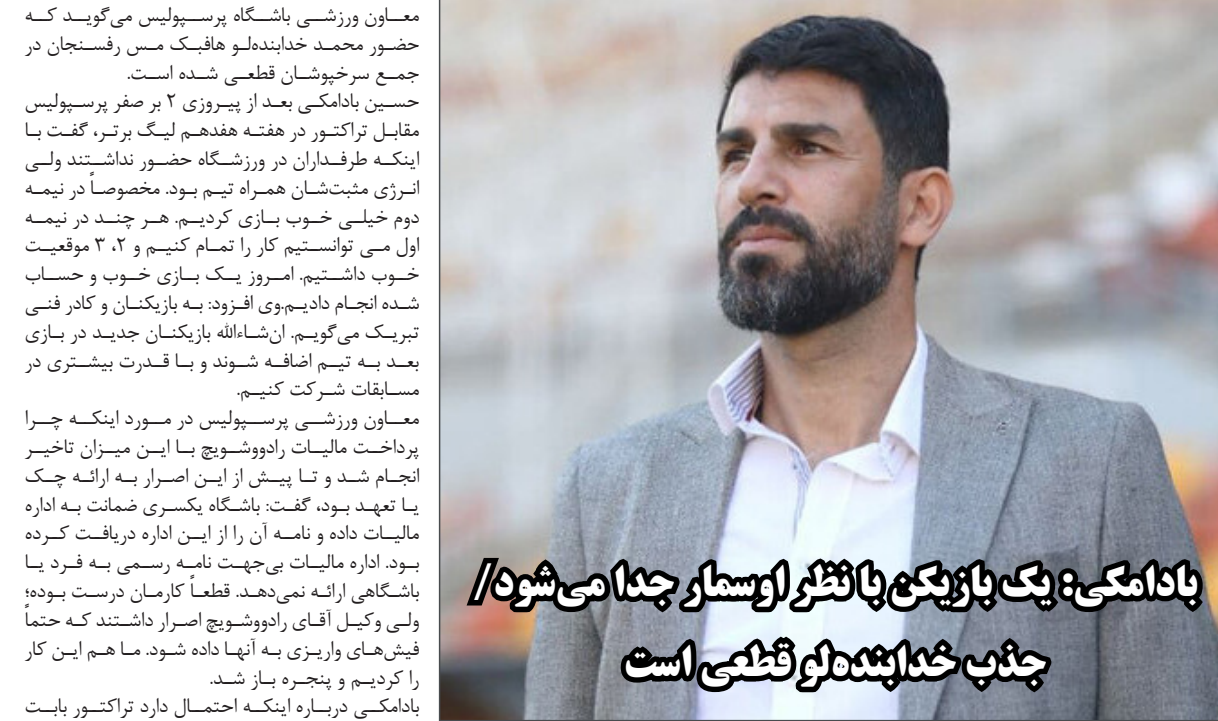 معاون ورزشی باشگاه پرسپولیس می‌گوید که
حضور محمد خدابنده‌لو هافبک مس رفسنجان در
جمع سرخپوشان قطعی شده است.
حسین بادامکی بعد از پیروزی ۲ بر صفر پرسپولیس
مقابل تراکتور در هفته هفدهم لیگ برتر، گفت با
اینکه طرفداران در ورزشگاه حضور نداشتند ولی
انرژی مثبت‌شان همراه تیم بود. مخصوصاً در نیمه
دوم خیلی خوب بازی کردیم. هر چند در نیمه
اول می توانستیم کار را تمام کنیم و ۲، ۳ موقعیت
خوب داشتیم. امروز یک بازی خوب و حساب
شده انجام دادیم.وی افزود: به بازیکنان و کادر فنی
تبریک می‌گویم. ان‌شاءالله بازیکنان جدید در بازی
بعد به تیم اضافه شوند و با قدرت بیشتری در
مسابقات شرکت کنیم.
معاون ورزشی پرسپولیس در مورد اینکه چرا
پرداخت مالیات رادوشویچ با این میزان تاخیر
انجام شد و تا پیش از این اصرار به ارائه چک
یا تعهد بود، گفت: باشگاه یکسری ضمانت به اداره
مالیات داده و نامه آن را از این اداره دریافت کرده
بود. اداره مالیات بی‌جهت نامه رسمی به فرد یا
باشگاهی ارائه نمی‌دهد. قطعاً کارمان درست بوده؛
ولی وکیل آقای رادووشویچ اصرار داشتند که حتماً
فیش‌های واریزی به آنها داده شود. ما هم این کار
را کردیم و پنجره باز شد.
بادامکی درباره اینکه احتمال دارد تراکتور بابت
بادامکی: یک بازیکن با نظر اوسمار جدا می‌شود/
جذب خدابنده‌لو قطعی است